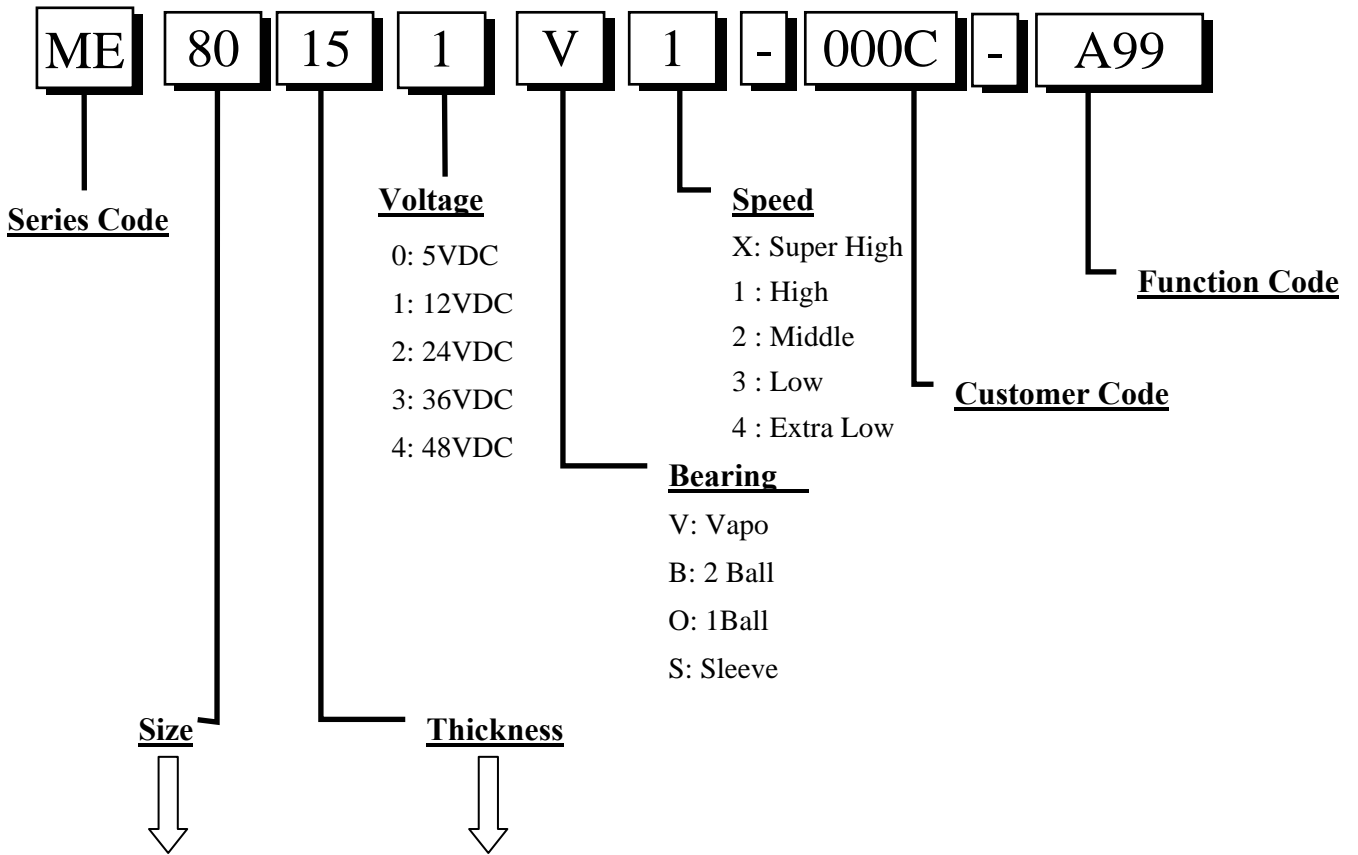 ME 80 15 1 V 1 - 000C - A99
Series Code
Voltage
0: 5VDC
1: 12VDC
2: 24VDC
3: 36VDC
4: 48VDC
Speed
X: Super High
1 : High
2 : Middle
3 : Low
4 : Extra Low
Function Code
Customer Code
Bearing
V: Vapo
B: 2 Ball
O: 1Ball
S: Sleeve
Size
Thickness